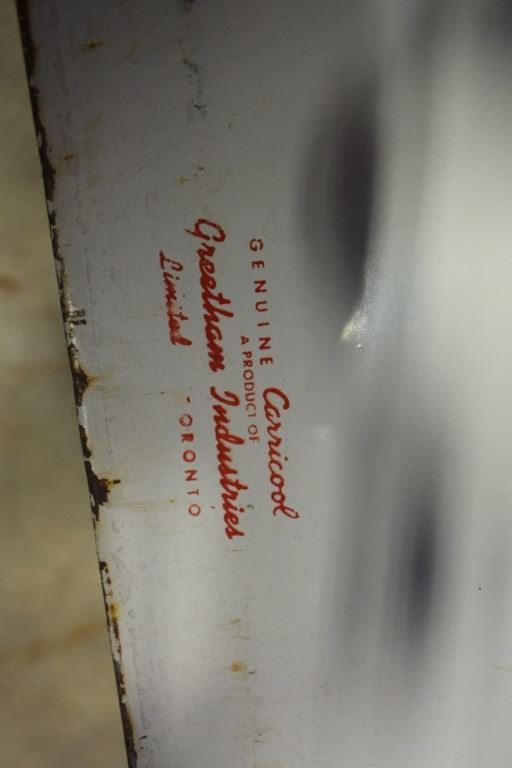 GENUINE Carricool
A PRODUCT OF
Greetham Industries
Limited TORONTO